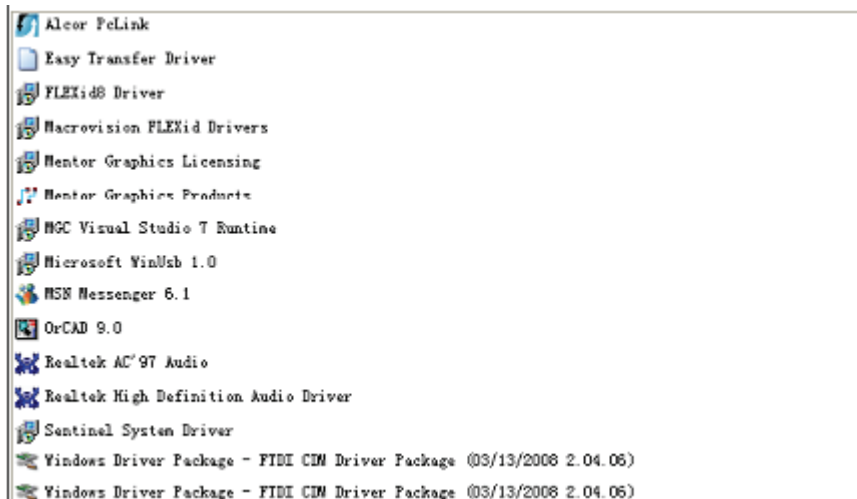 Alcor PcLink
Easy Transfer Driver
FLEXid8 Driver
Macrovision FLEXid Drivers
Mentor Graphics Licensing
Mentor Graphics Products
MGC Visual Studio 7 Runtime
Microsoft WinUsb 1.0
MSN Messenger 6.1
OrCAD 9.0
Realtek AC'97 Audio
Realtek High Definition Audio Driver
Sentinel System Driver
Windows Driver Package - FTDI CDM Driver Package (03/13/2008 2.04.06)
Windows Driver Package - FTDI CDM Driver Package (03/13/2008 2.04.06)